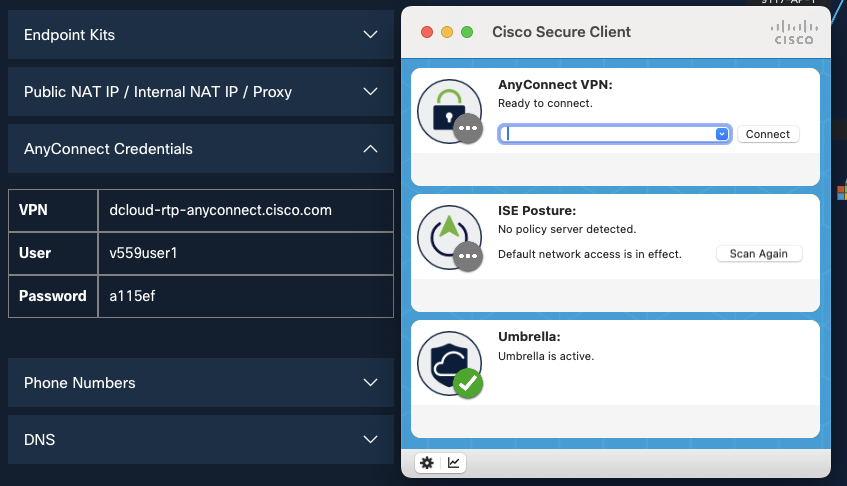 Endpoint Kits
Public NAT IP / Internal NAT IP / Proxy
AnyConnect Credentials
VPN dcloud-rtp-anyconnect.cisco.com
User v559user1
Password a115ef
Phone Numbers
DNS
Cisco Secure Client
CISCO
AnyConnect VPN:
Ready to connect.
Connect
ISE Posture:
No policy server detected.
Default network access is in effect.
Scan Again
Umbrella:
Umbrella is active.